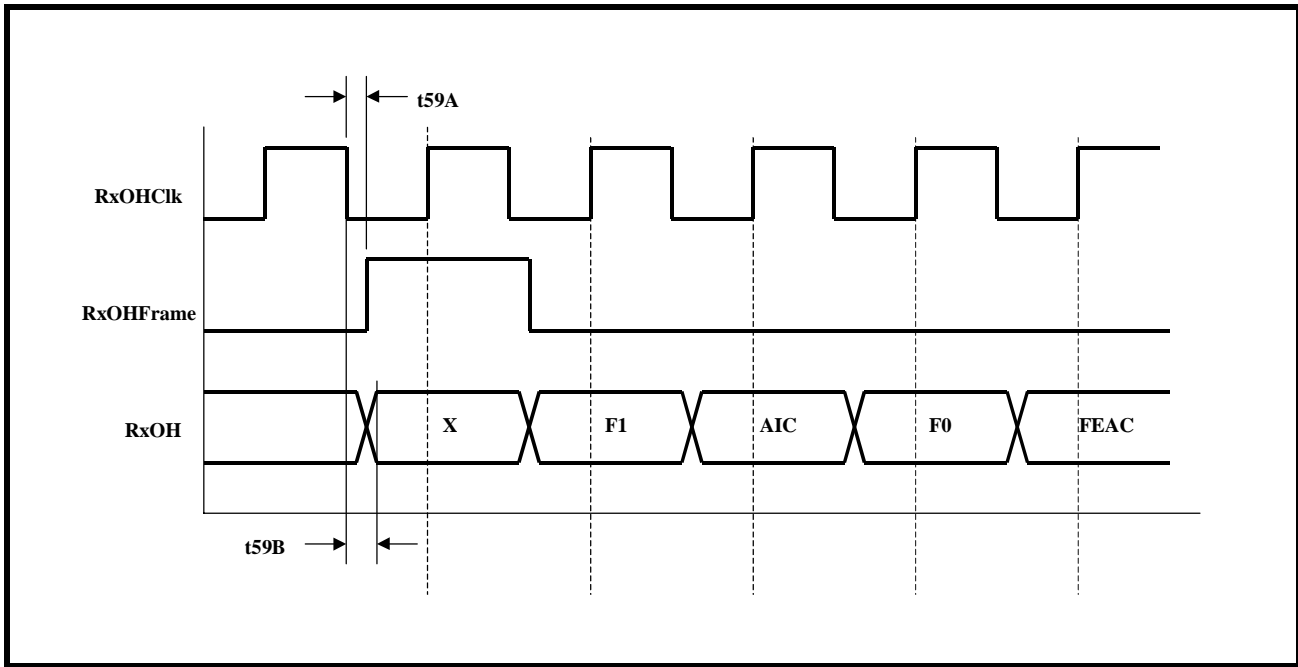 t59A
RxOHClk
RxOHFrame
RxOH
X
F1
AIC
F0
FEAC
t59B